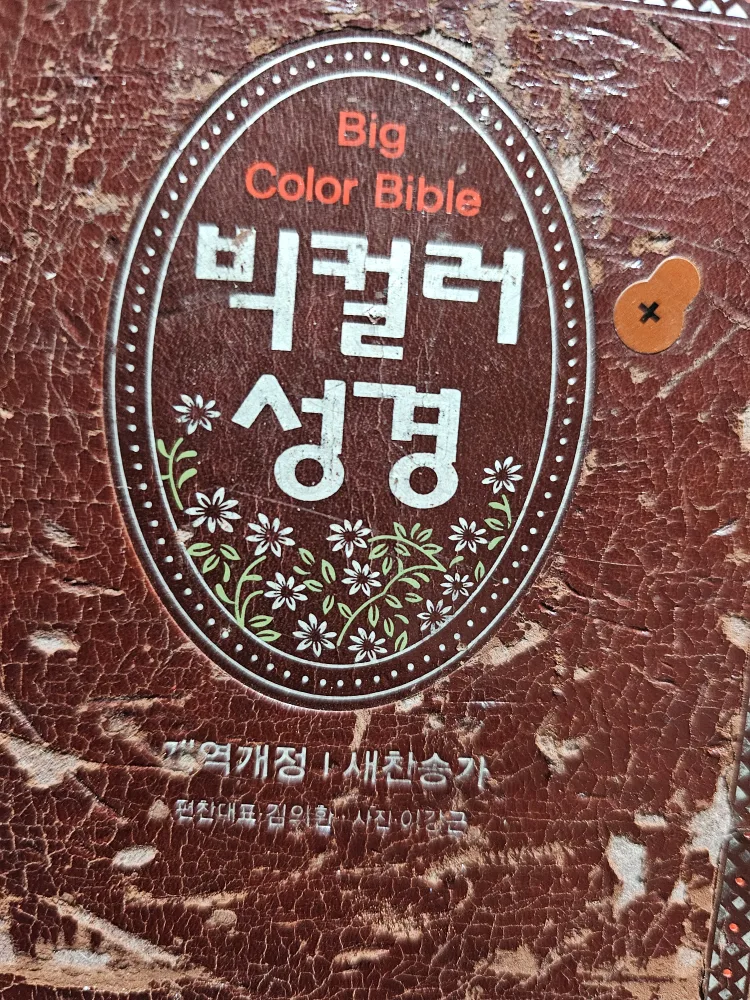 Big
Color Bible
빅컬러
성경
개역개정 | 새찬송가
편찬대표·김의환 · 사진·이강근